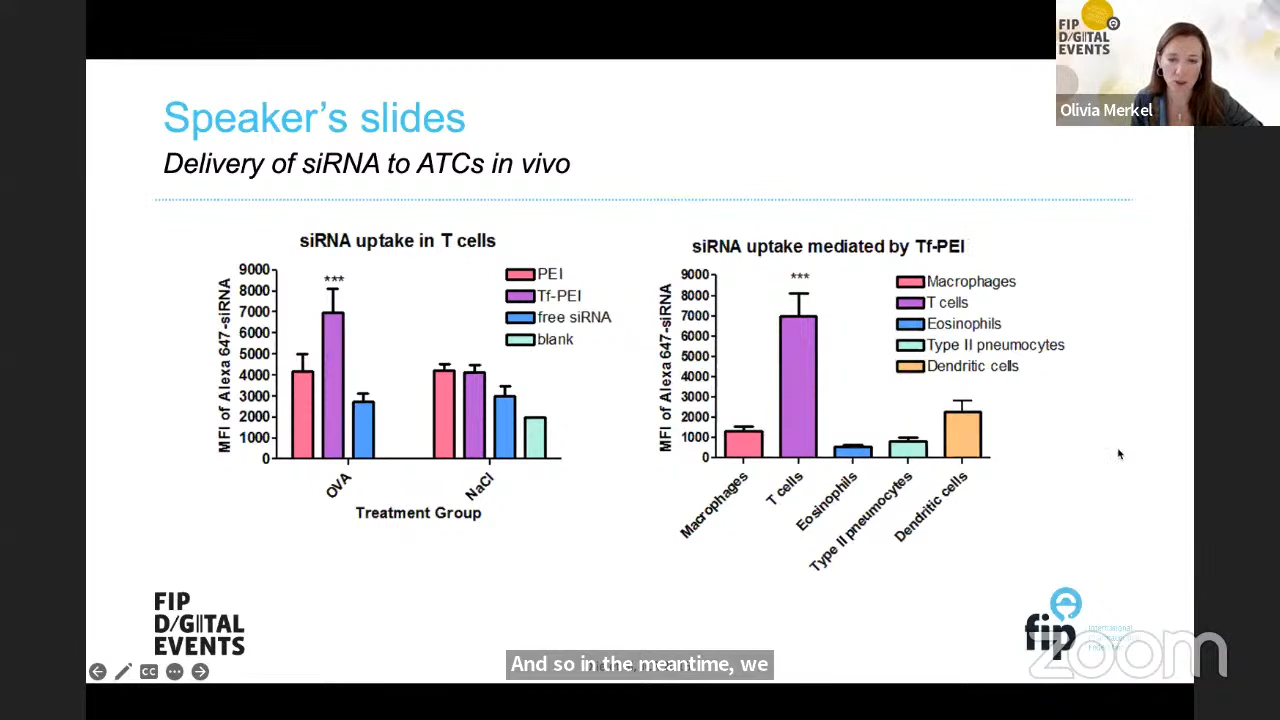 FIP
D/GITAL
EVENTS
Olivia Merkel
Speaker's slides
Delivery of siRNA to ATCs in vivo
siRNA uptake in T cells
MFI of Alexa 647-siRNA
9000
8000
7000
6000
5000
4000
3000
2000
1000
0
***
PEI
Tf-PEI
free siRNA
blank
OVA
NaCl
Treatment Group
siRNA uptake mediated by Tf-PEI
MFI of Alexa 647-siRNA
9000
8000
7000
6000
5000
4000
3000
2000
1000
0
***
Macrophages
T cells
Eosinophils
Type II pneumocytes
Dendritic cells
Macrophages
T cells
Eosinophils
Type II pneumocytes
Dendritic cells
FIP
D/GITAL
EVENTS
fip
International
zoom
CC
And so in the meantime, we